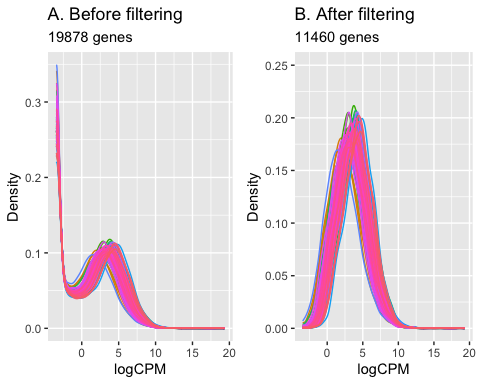 A. Before filtering
19878 genes
0.3
0.2
0.1
0.0
Density
0 5 10 15 20
logCPM
B. After filtering
11460 genes
0.25
0.20
0.15
0.10
0.05
0.00
Density
0 5 10 15 20
logCPM